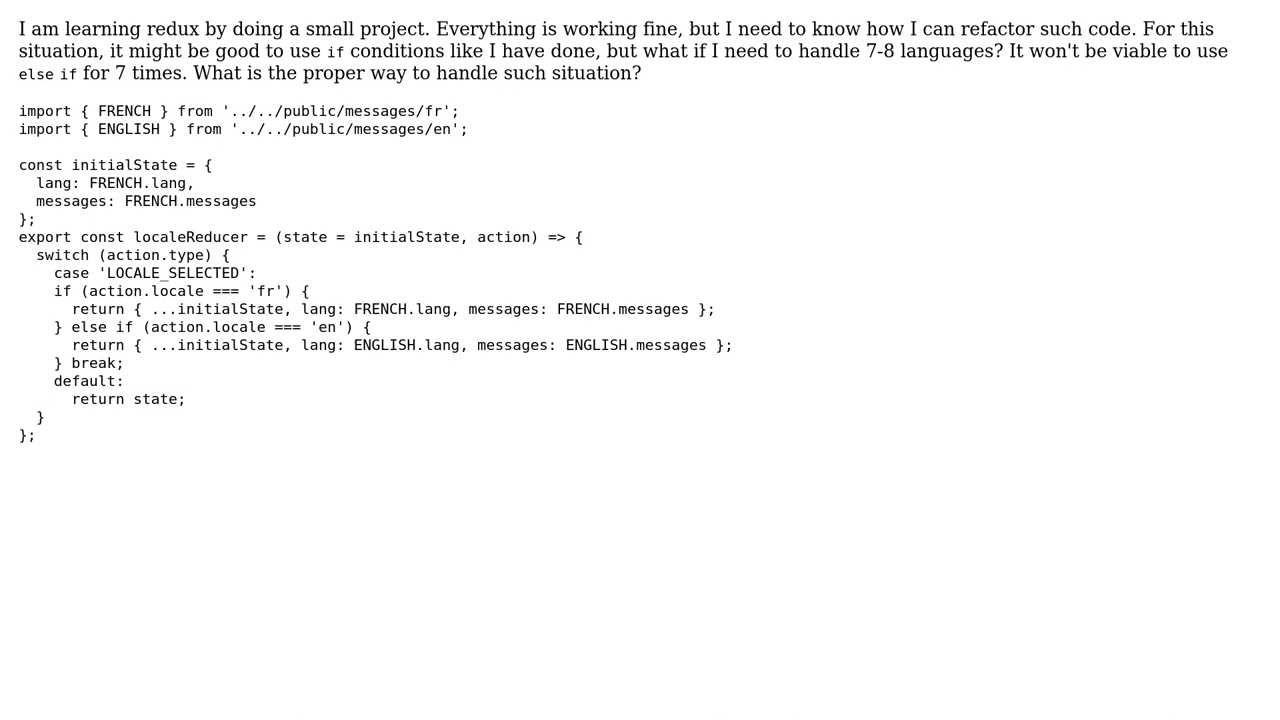 I am learning redux by doing a small project. Everything is working fine, but I need to know how I can refactor such code. For this
situation, it might be good to use if conditions like I have done, but what if I need to handle 7-8 languages? It won't be viable to use
else if for 7 times. What is the proper way to handle such situation?
import { FRENCH } from '../../public/messages/fr';
import { ENGLISH } from '../../public/messages/en';

const initialState = {
  lang: FRENCH.lang,
  messages: FRENCH.messages
};
export const localeReducer = (state = initialState, action) => {
  switch (action.type) {
    case 'LOCALE_SELECTED':
    if (action.locale === 'fr') {
      return { ...initialState, lang: FRENCH.lang, messages: FRENCH.messages };
    } else if (action.locale === 'en') {
      return { ...initialState, lang: ENGLISH.lang, messages: ENGLISH.messages };
    } break;
    default:
      return state;
  }
};